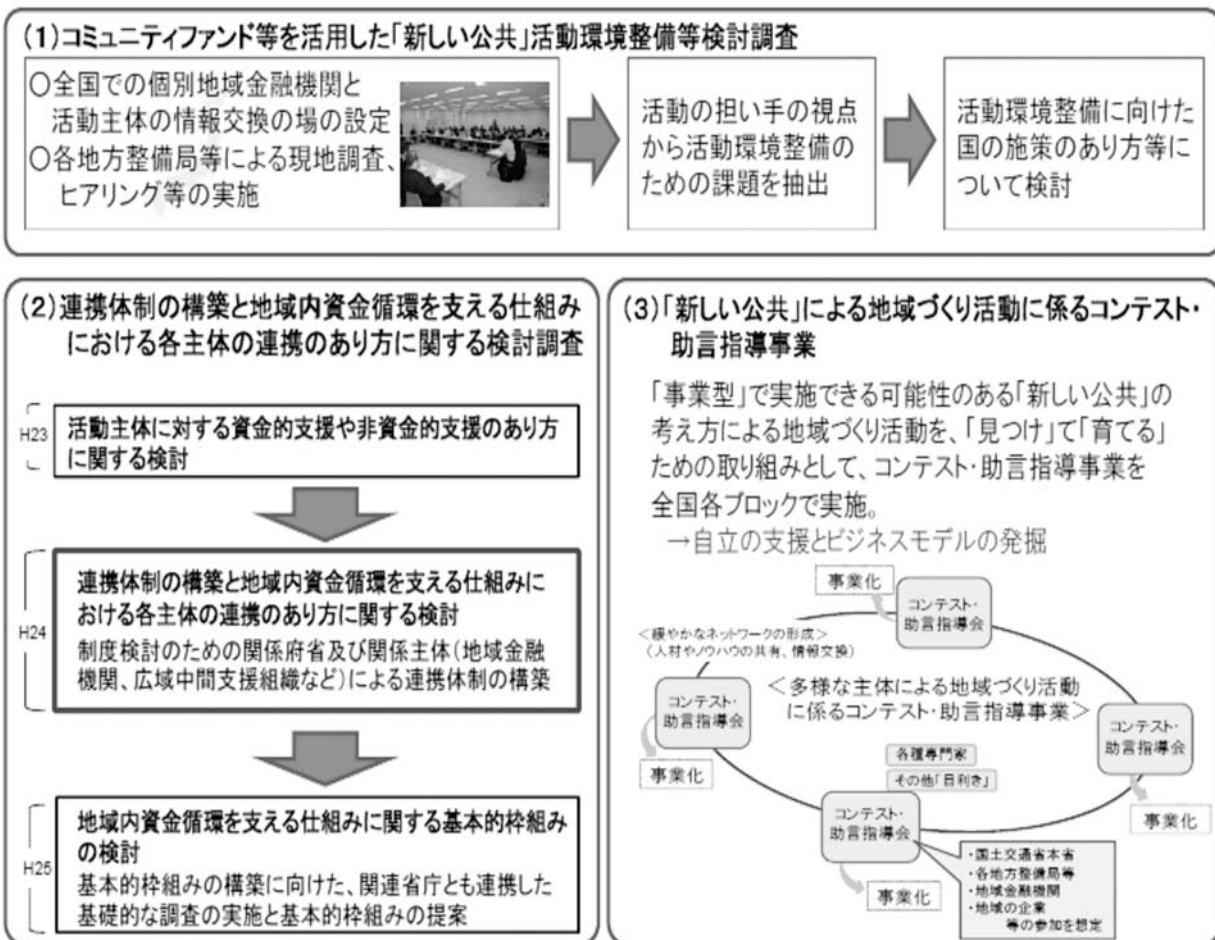 (1)コミュニティファンド等を活用した「新しい公共」活動環境整備等検討調査
〇全国での個別地域金融機関と
活動主体の情報交換の場の設定
〇各地方整備局等による現地調査、
ヒアリング等の実施
活動の担い手の視点
から活動環境整備の
ための課題を抽出
活動環境整備に向けた
国の施策のあり方等に
ついて検討
(2)連携体制の構築と地域内資金循環を支える仕組み
における各主体の連携のあり方に関する検討調査
H23
活動主体に対する資金的支援や非資金的支援のあり方
に関する検討
H24
連携体制の構築と地域内資金循環を支える仕組みに
おける各主体の連携のあり方に関する検討
制度検討のための関係府省及び関係主体(地域金融
機関、広域中間支援組織など)による連携体制の構築
H25
地域内資金循環を支える仕組みに関する基本的枠組み
の検討
基本的枠組みの構築に向けた、関連省庁とも連携した
基礎的な調査の実施と基本的枠組みの提案
(3)「新しい公共」による地域づくり活動に係るコンテスト・
助言指導事業
「事業型」で実施できる可能性のある「新しい公共」の
考え方による地域づくり活動を、「見つけ」て「育てる」
ための取り組みとして、コンテスト・助言指導事業を
全国各ブロックで実施。
→自立の支援とビジネスモデルの発掘
事業化
コンテスト・
助言指導会
<緩やかなネットワークの形成>
(人材やノウハウの共有、情報交換)
コンテスト・
助言指導会
事業化
<多様な主体による地域づくり活動
に係るコンテスト・助言指導事業>
コンテスト・
助言指導会
事業化
各種専門家
その他「目利き」
コンテスト・
助言指導会
事業化
・国土交通省本省
・各地方整備局等
・地域金融機関
・地域の企業
等の参加を想定